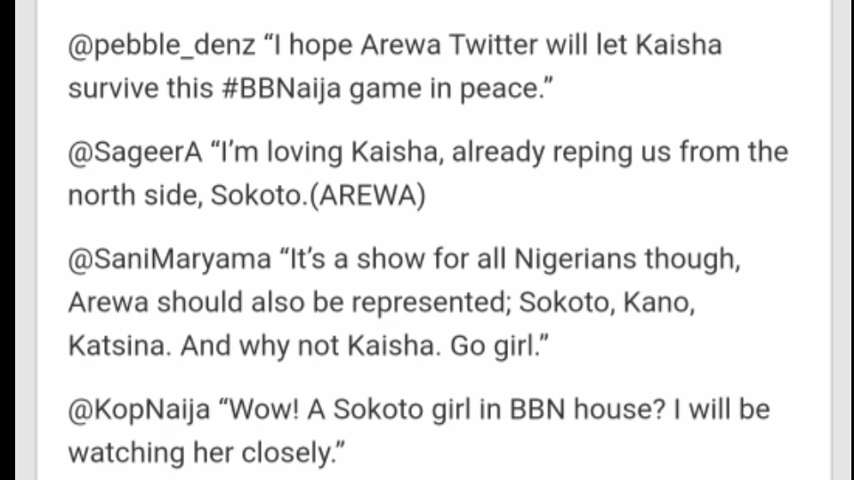 @pebble_denz “I hope Arewa Twitter will let Kaisha
survive this #BBNaija game in peace.”
@SageerA “I’m loving Kaisha, already reping us from the
north side, Sokoto.(AREWA)
@SaniMaryama “It’s a show for all Nigerians though,
Arewa should also be represented; Sokoto, Kano,
Katsina. And why not Kaisha. Go girl.”
@KopNaija “Wow! A Sokoto girl in BBN house? I will be
watching her closely.”